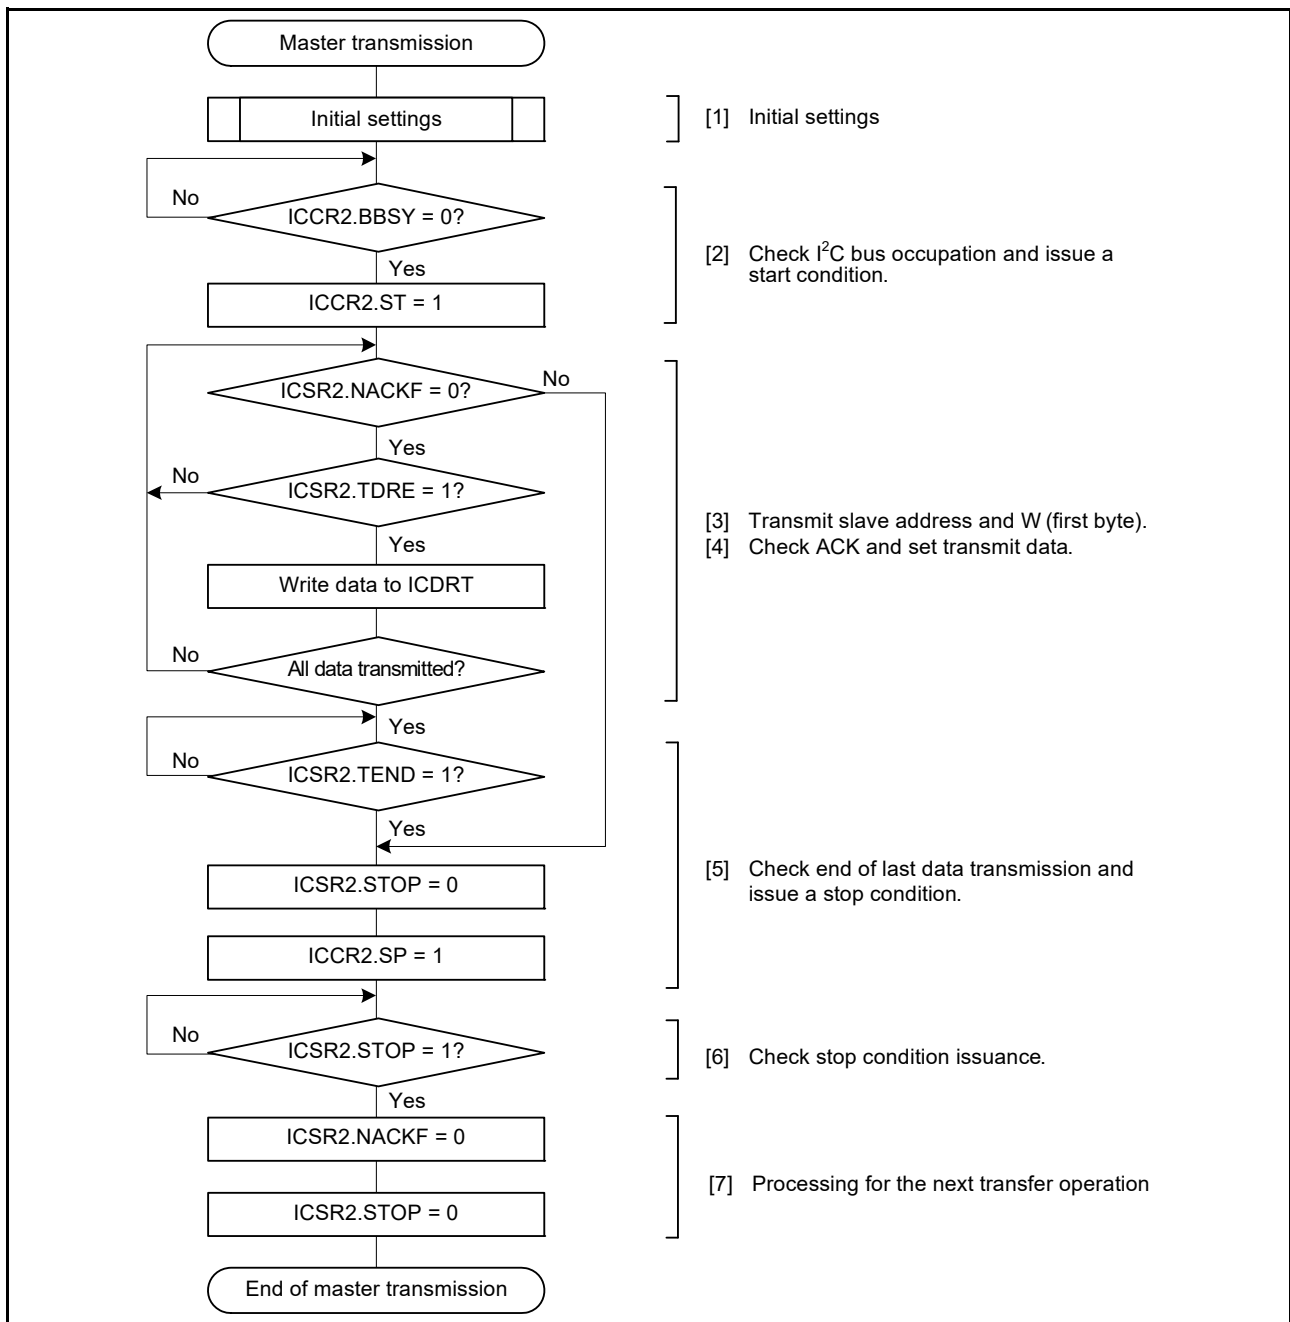 Master transmission
Initial settings
[1] Initial settings
No
ICCR2.BBSY = 0?
[2] Check I²C bus occupation and issue a
start condition.
Yes
ICCR2.ST = 1
ICSR2.NACKF = 0?
No
Yes
No
ICSR2.TDRE = 1?
[3] Transmit slave address and W (first byte).
[4] Check ACK and set transmit data.
Yes
Write data to ICDRT
No
All data transmitted?
Yes
No
ICSR2.TEND = 1?
Yes
[5] Check end of last data transmission and
issue a stop condition.
ICSR2.STOP = 0
ICCR2.SP = 1
No
ICSR2.STOP = 1?
[6] Check stop condition issuance.
Yes
ICSR2.NACKF = 0
[7] Processing for the next transfer operation
ICSR2.STOP = 0
End of master transmission